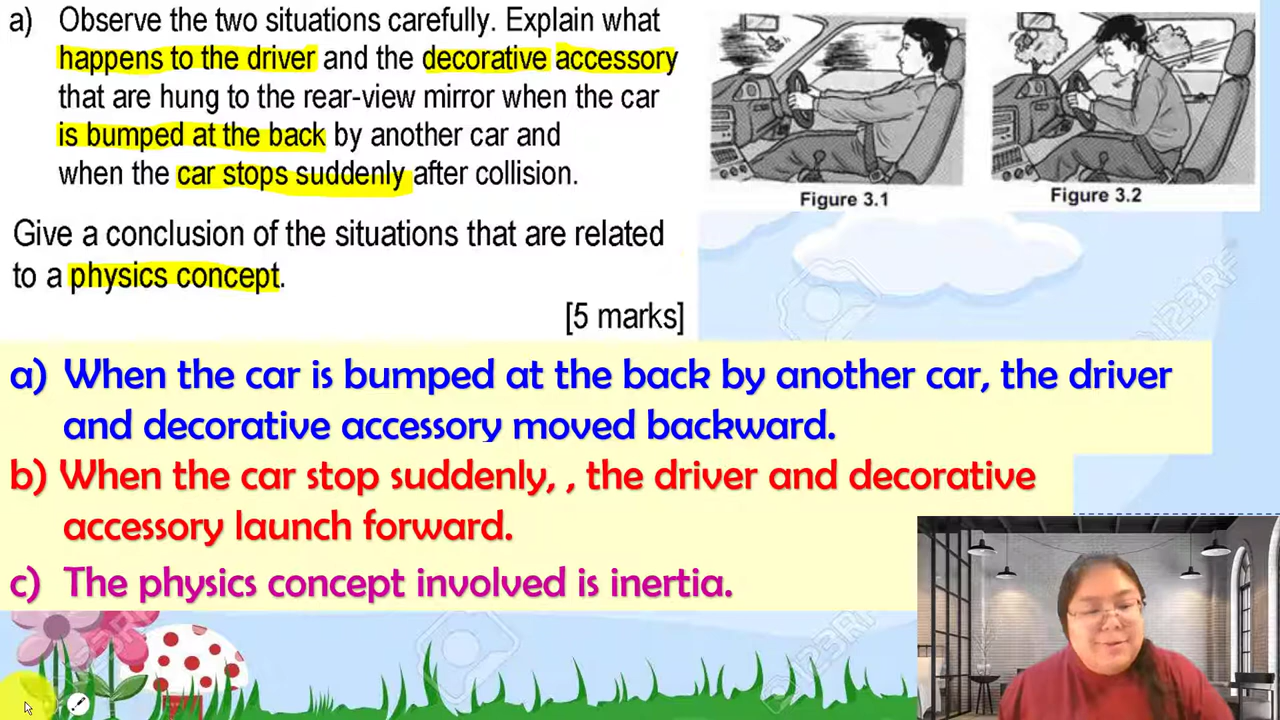 a) Observe the two situations carefully. Explain what
happens to the driver and the decorative accessory
that are hung to the rear-view mirror when the car
is bumped at the back by another car and
when the car stops suddenly after collision.
Give a conclusion of the situations that are related
to a physics concept.
[5 marks]
Figure 3.1
Figure 3.2
a) When the car is bumped at the back by another car, the driver
and decorative accessory moved backward.
b) When the car stop suddenly, , the driver and decorative
accessory launch forward.
c) The physics concept involved is inertia.
123RF
123RF